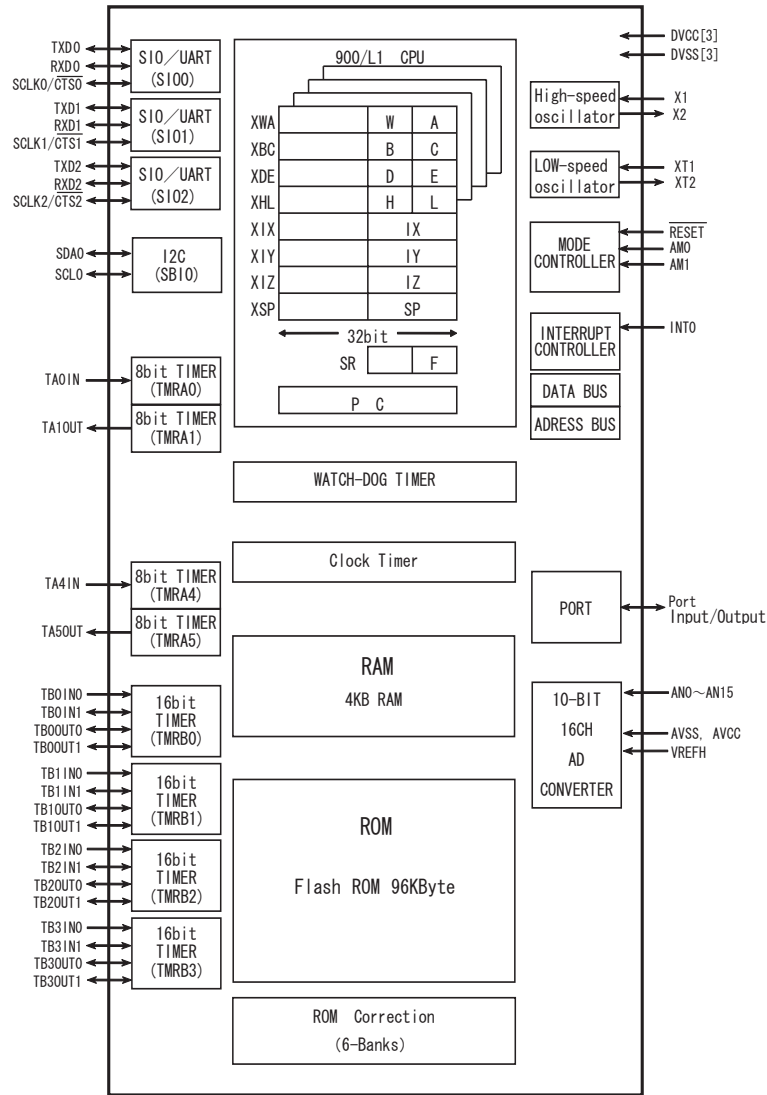 TXD0
RXD0
SCLK0/CTS0
SIO/UART
(SIO0)
TXD1
RXD1
SCLK1/CTS1
SIO/UART
(SIO1)
TXD2
RXD2
SCLK2/CTS2
SIO/UART
(SIO2)
SDA0
SCL0
I2C
(SBI0)
TA0IN
8bit TIMER
(TMRA0)
TA1OUT
8bit TIMER
(TMRA1)
TA4IN
8bit TIMER
(TMRA4)
TA5OUT
8bit TIMER
(TMRA5)
TB0IN0
TB0IN1
TB0OUT0
TB0OUT1
16bit
TIMER
(TMRB0)
TB1IN0
TB1IN1
TB1OUT0
TB1OUT1
16bit
TIMER
(TMRB1)
TB2IN0
TB2IN1
TB2OUT0
TB2OUT1
16bit
TIMER
(TMRB2)
TB3IN0
TB3IN1
TB3OUT0
TB3OUT1
16bit
TIMER
(TMRB3)
900/L1 CPU
XWA W A
XBC B C
XDE D E
XHL H L
XIX IX
XIY IY
XIZ IZ
XSP SP
32bit
SR F
P C
WATCH-DOG TIMER
Clock Timer
RAM
4KB RAM
ROM
Flash ROM 96KByte
ROM Correction
(6-Banks)
DVCC[3]
DVSS[3]
High-speed
oscillator
X1
X2
LOW-speed
oscillator
XT1
XT2
MODE
CONTROLLER
RESET
AM0
AM1
INTERRUPT
CONTROLLER
INT0
DATA BUS
ADRESS BUS
PORT
Port
Input/Output
10-BIT
16CH
AD
CONVERTER
AN0～AN15
AVSS, AVCC
VREFH